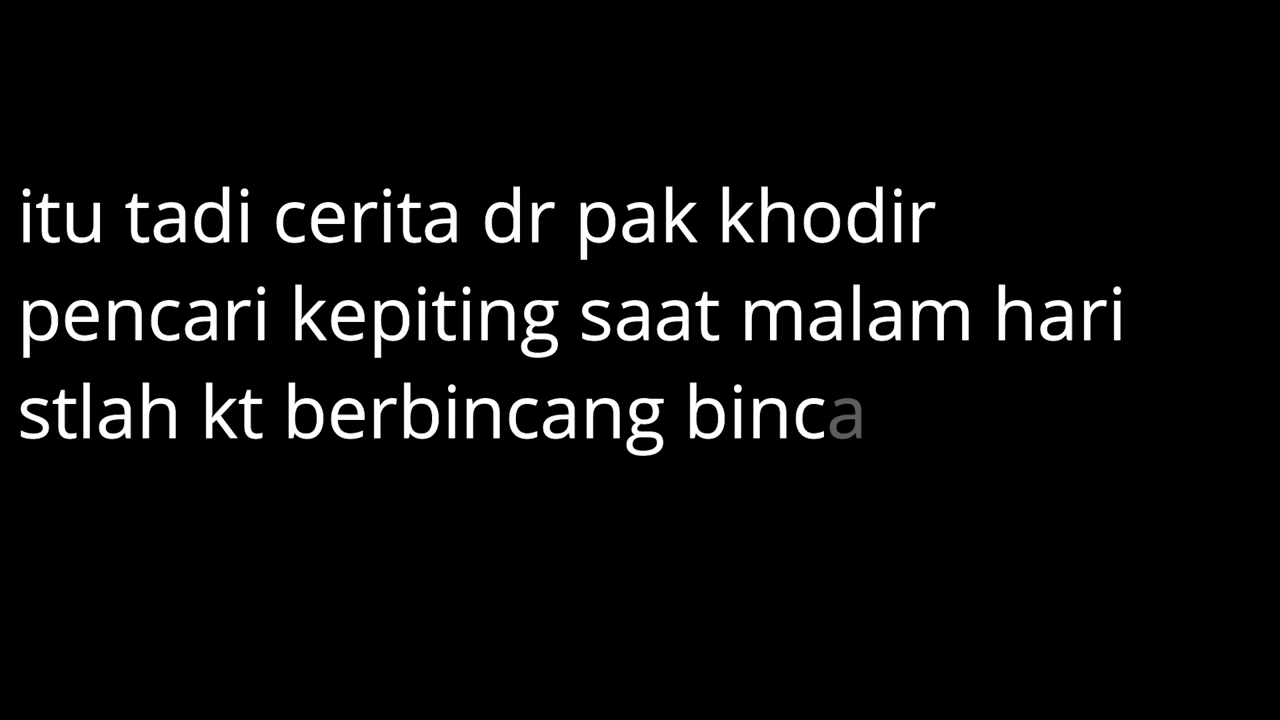 itu tadi cerita dr pak khodir
pencari kepiting saat malam hari
stlah kt berbincang binca